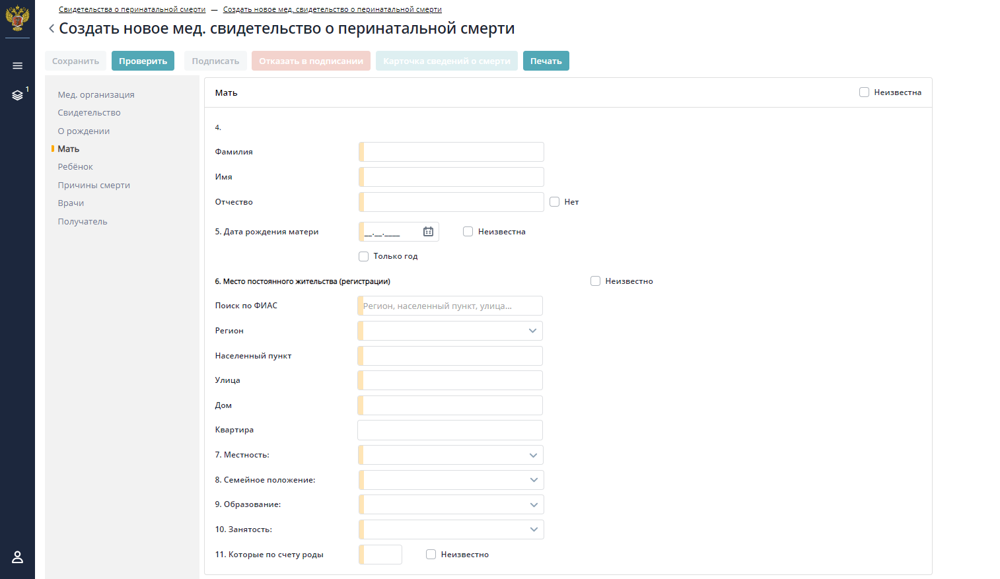 Свидетельства о перинатальной смерти — Создать новое мед. свидетельство о перинатальной смерти
Создать новое мед. свидетельство о перинатальной смерти
Сохранить Проверить Подписать Отказать в подписании Карточка сведений о смерти Печать
1
Мед. организация
Свидетельство
О рождении
Мать
Ребёнок
Причины смерти
Врачи
Получатель
Мать Неизвестна
4.
Фамилия
Имя
Отчество Нет
5. Дата рождения матери __.__.____ Неизвестна
Только год
6. Место постоянного жительства (регистрации) Неизвестно
Поиск по ФИАС Регион, населенный пункт, улица...
Регион
Населенный пункт
Улица
Дом
Квартира
7. Местность:
8. Семейное положение:
9. Образование:
10. Занятость:
11. Которые по счету роды Неизвестно